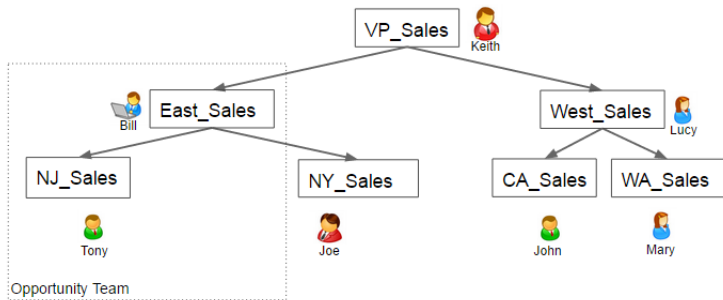 VP_Sales
Keith
East_Sales
Bill
West_Sales
Lucy
NJ_Sales
NY_Sales
CA_Sales
WA_Sales
Tony
Joe
John
Mary
Opportunity Team